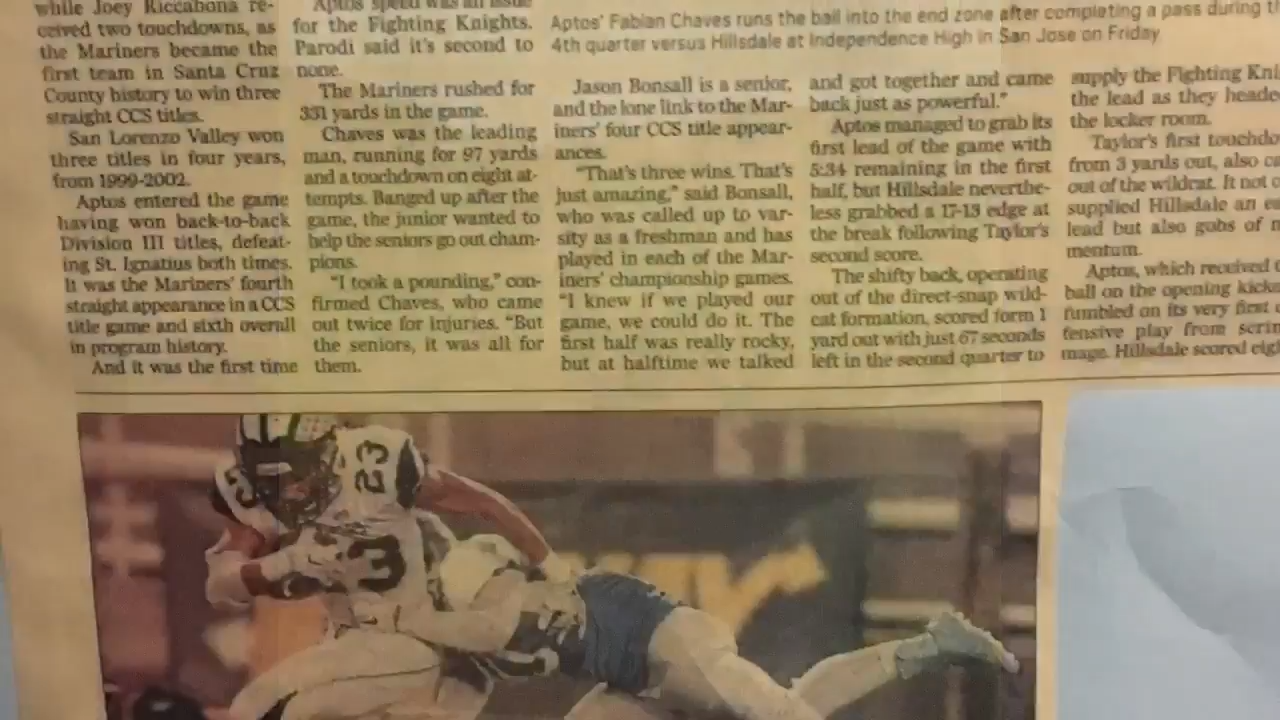 while Joey Riccabona re-
ceived two touchdowns, as
the Mariners became the
first team in Santa Cruz
County history to win three
straight CCS titles.
San Lorenzo Valley won
three titles in four years,
from 1999-2002.
Aptos entered the game
having won back-to-back
Division III titles, defeat-
ing St. Ignatius both times.
It was the Mariners' fourth
straight appearance in a CCS
title game and sixth overall
in program history.
And it was the first time
Aptos speed was an issue
for the Fighting Knights.
Parodi said it's second to
none.
The Mariners rushed for
331 yards in the game.
Chaves was the leading
man, running for 97 yards
and a touchdown on eight at-
tempts. Banged up after the
game, the junior wanted to
help the seniors go out cham-
pions.
"I took a pounding," con-
firmed Chaves, who came
out twice for injuries. "But
the seniors, it was all for
them.
Aptos' Fabian Chaves runs the ball into the end zone after completing a pass during
4th quarter versus Hillsdale at Independence High in San Jose on Friday
Jason Bonsall is a senior,
and the lone link to the Mar-
iners' four CCS title appear-
ances.
"That's three wins. That's
just amazing," said Bonsall,
who was called up to var-
sity as a freshman and has
played in each of the Mar-
iners' championship games.
"I knew if we played our
game, we could do it. The
first half was really rocky,
but at halftime we talked
and got together and came
back just as powerful."
Aptos managed to grab its
first lead of the game with
5:34 remaining in the first
half, but Hillsdale neverthe-
less grabbed a 17-13 edge at
the break following Taylor's
second score.
The shifty back, operating
out of the direct-snap wild-
cat formation, scored form 1
yard out with just 67 seconds
left in the second quarter to
supply the Fighting
the lead as they
the locker room.
Taylor's first
from 3 yards out, also
out of the wildcat. It not
supplied Hillsdale an
lead but also gobs of
mentum.
Aptos, which received
ball on the opening
fumbled on its very first
fensive play from
mage. Hillsdale scored
23
3